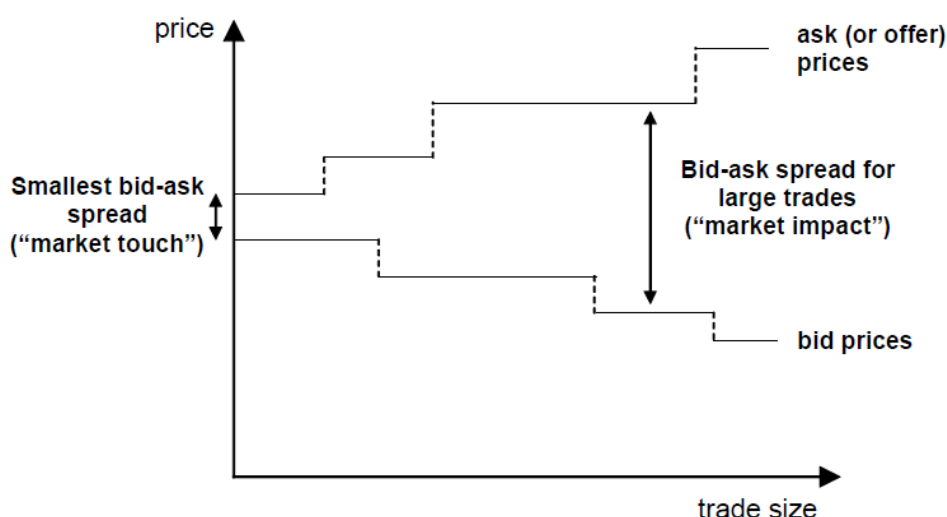 price
ask (or offer)
prices
Smallest bid-ask
spread
(“market touch”)
Bid-ask spread for
large trades
(“market impact”)
bid prices
trade size